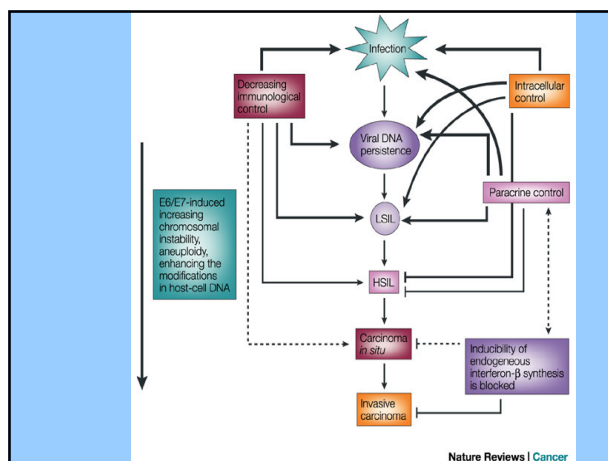 Infection
Decreasing
immunological
control
Intracellular
control
Viral DNA
persistence
Paracrine control
E6/E7-induced
increasing
chromosomal
instability,
aneuploidy,
enhancing the
modifications
in host-cell DNA
LSIL
HSIL
Carcinoma
in situ
Inducibility of
endogeneous
interferon-β synthesis
is blocked
Invasive
carcinoma
Nature Reviews | Cancer